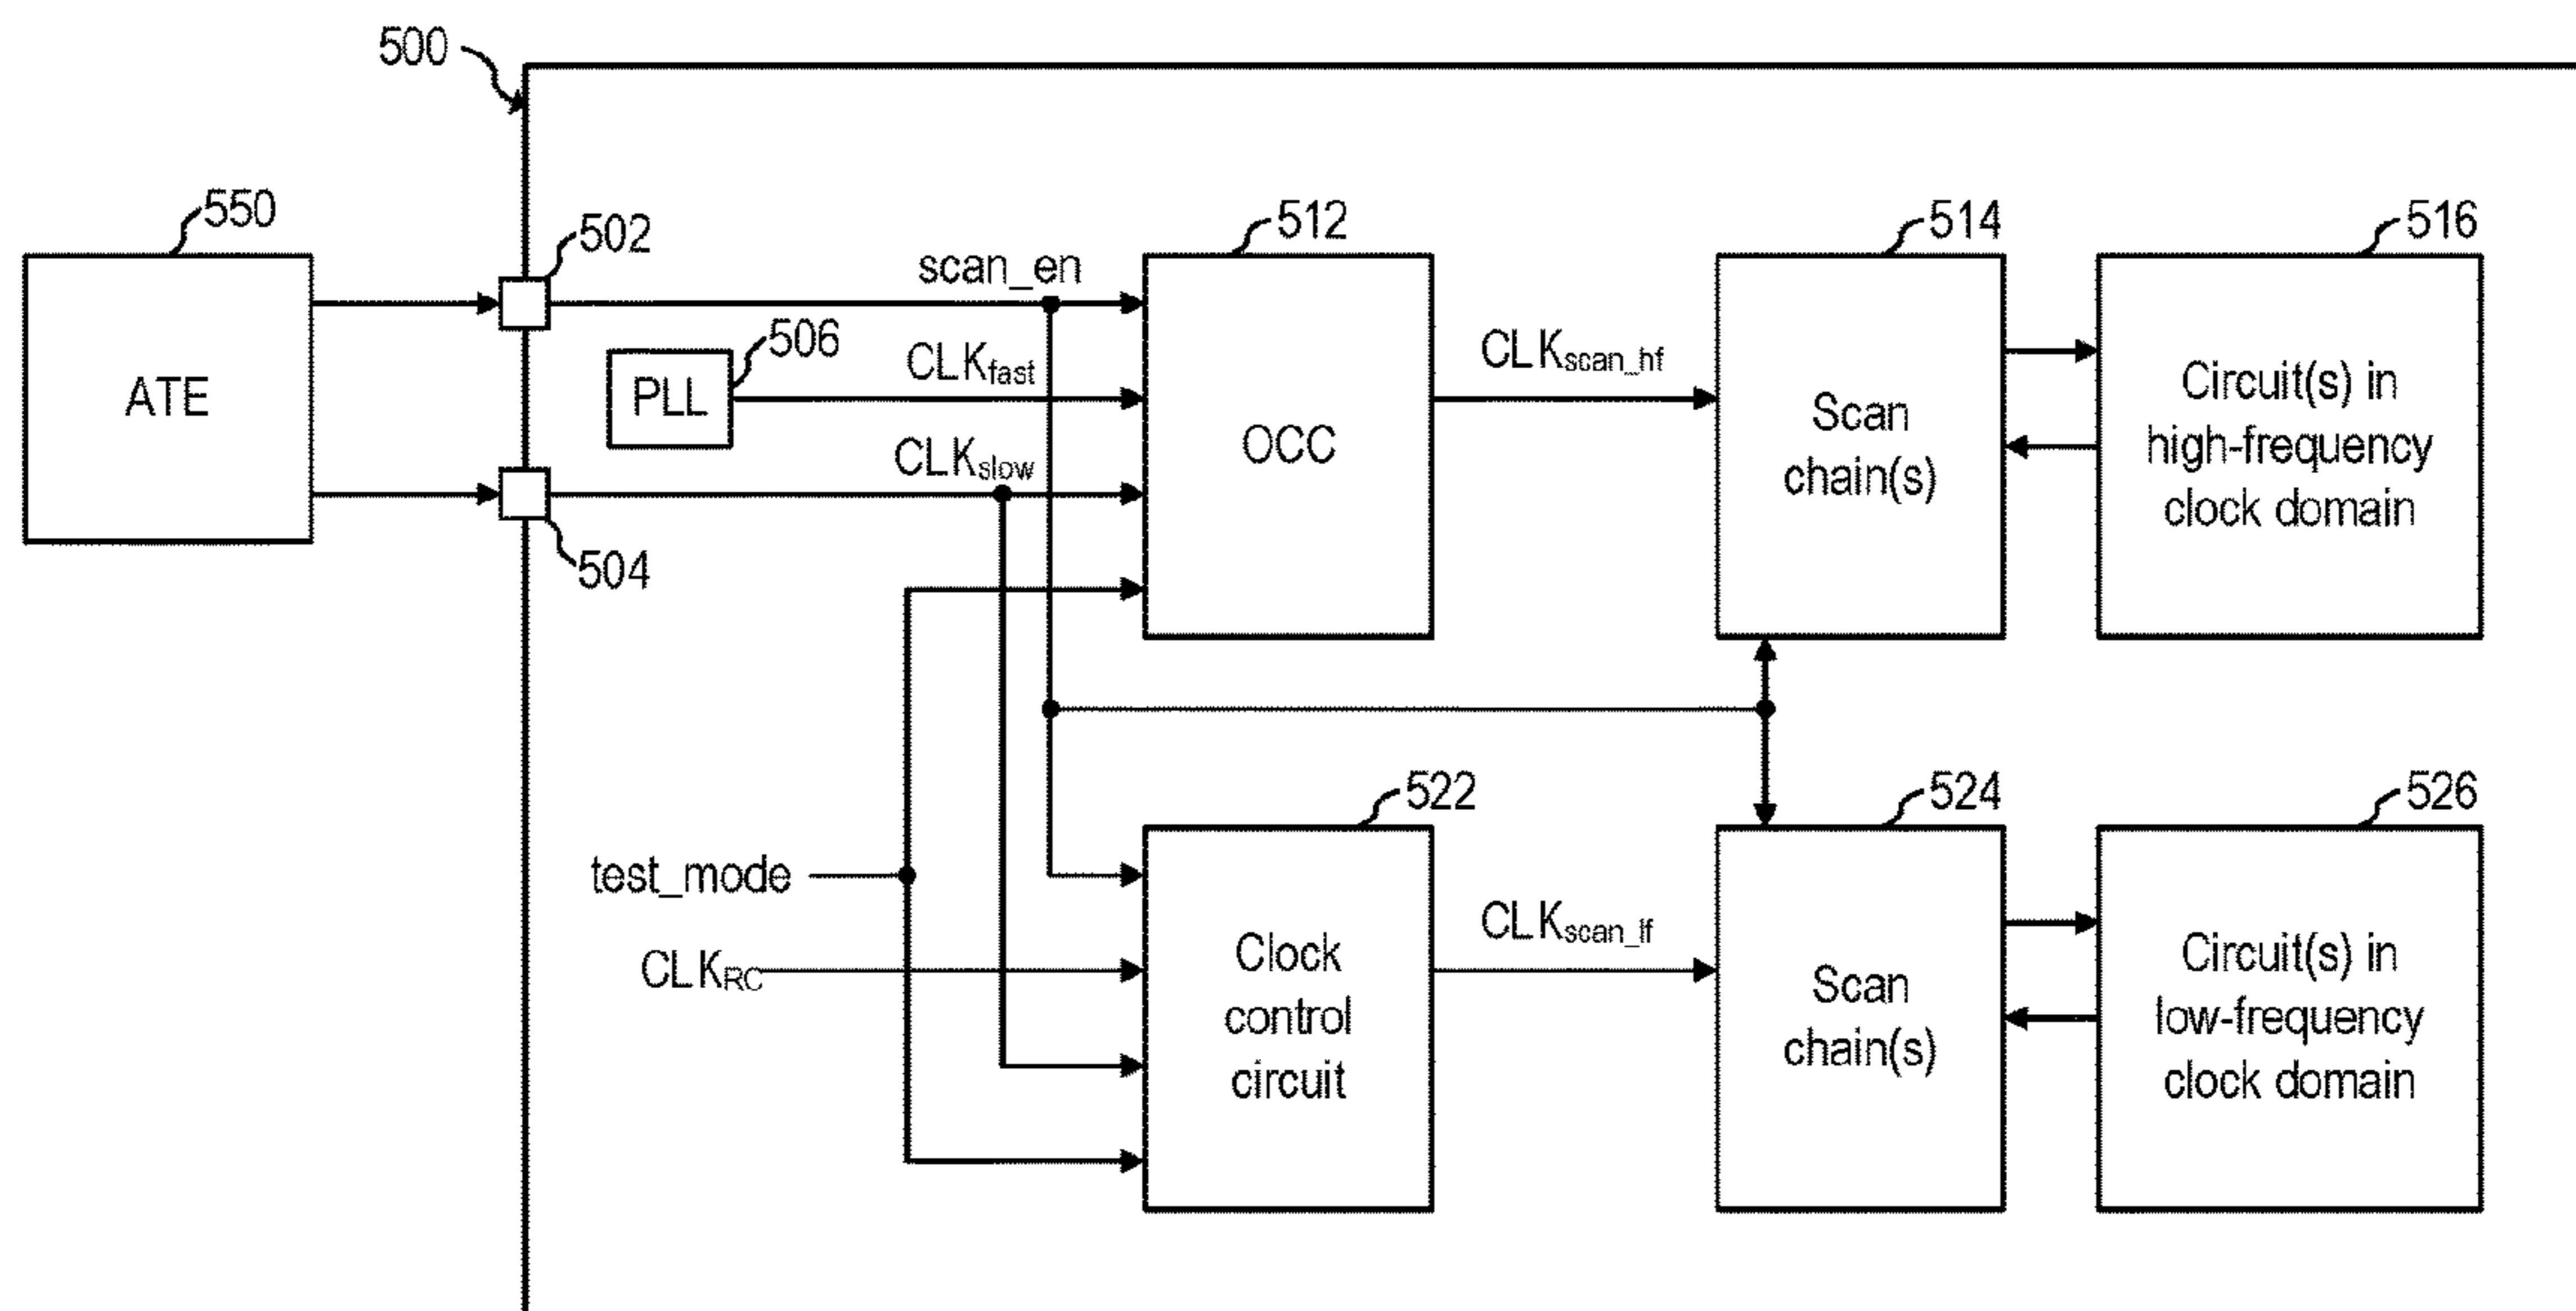 500
550
502
512
514
516
scan_en
506
ATE
PLL
CLKfast
CLKslow
504
OCC
CLKscan_hf
Scan
chain(s)
Circuit(s) in
high-frequency
clock domain
522
524
526
test_mode
CLKRC
Clock
control
circuit
CLKscan_lf
Scan
chain(s)
Circuit(s) in
low-frequency
clock domain